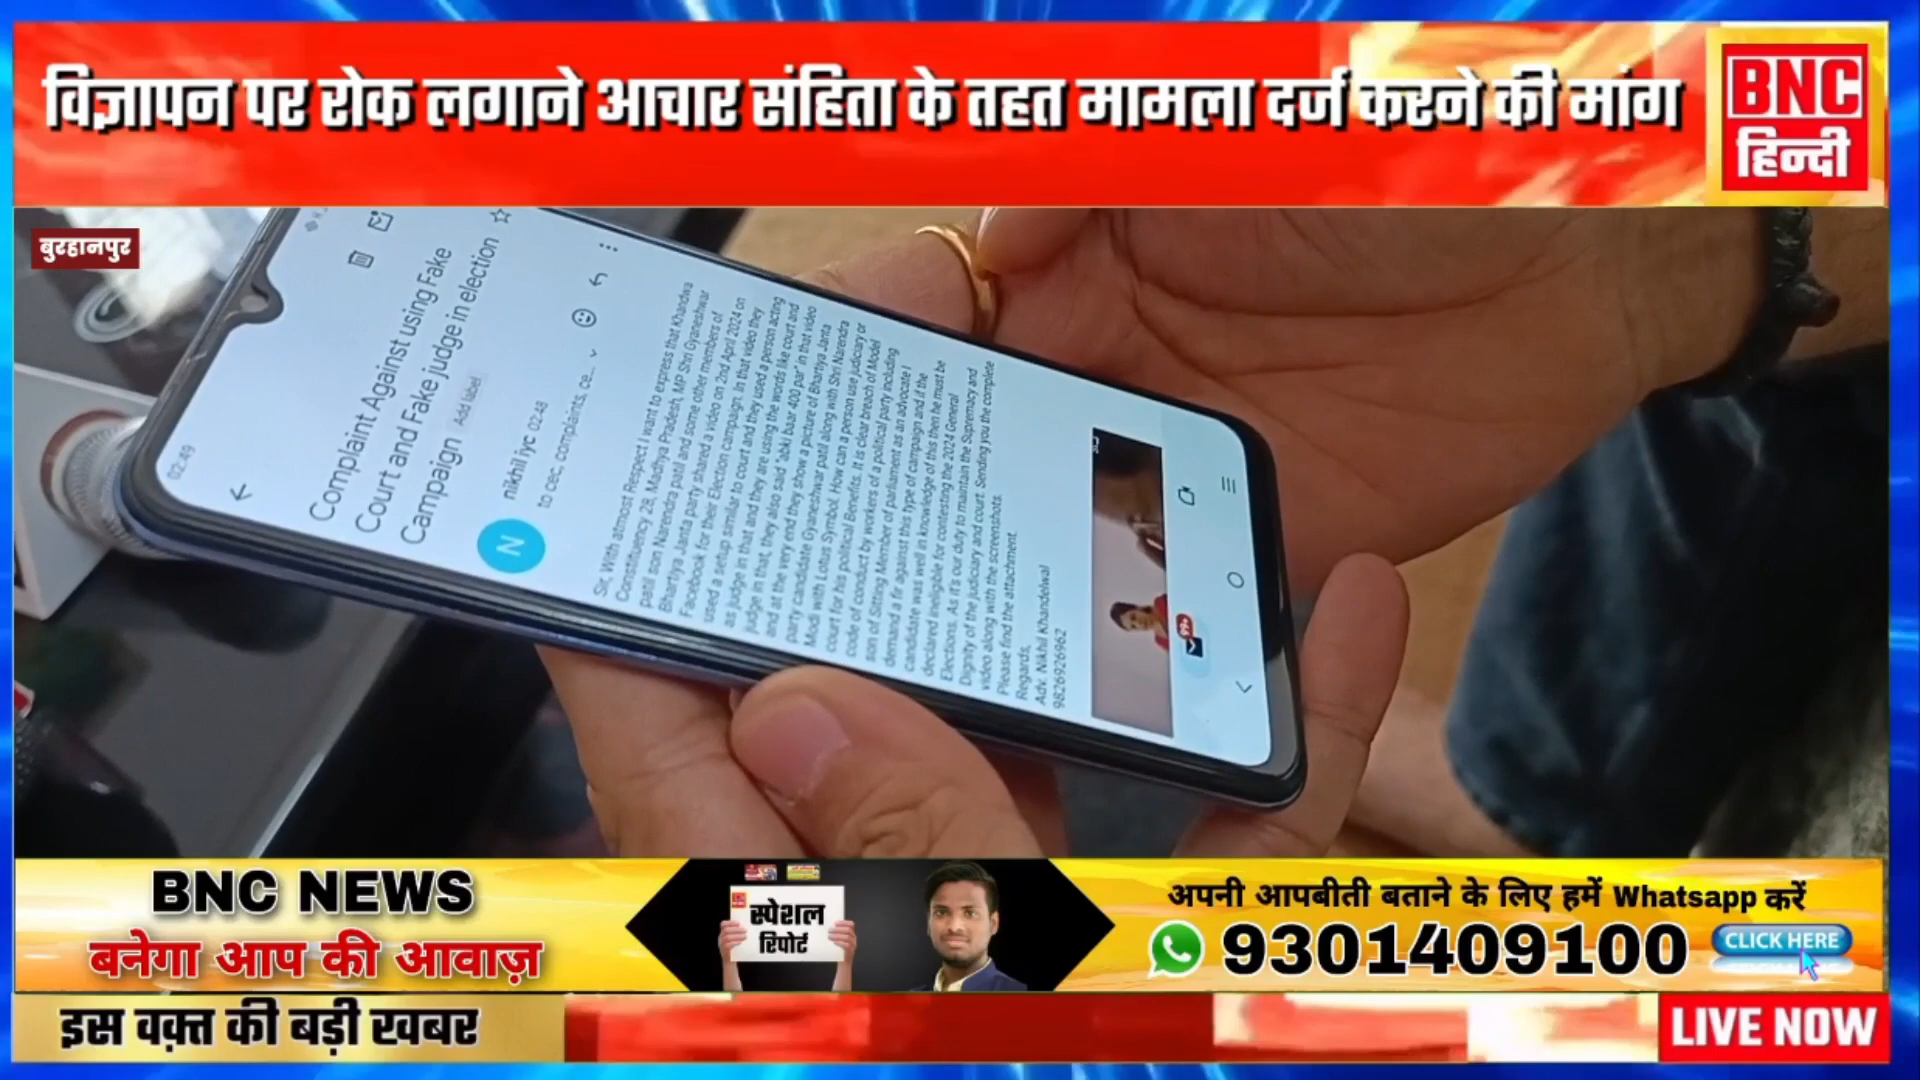 विज्ञापन पर रोक लगाने आचार संहिता के तहत मामला दर्ज करने की मांग
BNC
हिन्दी
बुरहानपुर
02:49
Complaint Against using Fake
Court and Fake judge in election
Campaign Add label
N
nikhil iyc 02:48
to cec, complaints, ce...
Sir, With atmost Respect I want to express that Khandwa
Constituency 28, Madhya Pradesh, MP Shri Gyaneshwar
patil son Narendra patil and some other members of
Bhartiya Janta party shared a video on 2nd April 2024 on
Facebook for their Election campaign. In that video they
used a setup similar to court and they used a person acting
as judge in that and they are using the words like court and
judge in that, they also said "abki baar 400 par" in that video
and at the very end they show a picture of Bhartiya Janta
party candidate Gyaneshwar patil along with Shri Narendra
Modi with Lotus Symbol. How can a person use judiciary or
court for his political Benefits. It is clear breach of Model
code of conduct by workers of a political party including
son of Sitting Member of parliament as an advocate I
demand a fir against this type of campaign and if the
candidate was well in knowledge of this then he must be
declared ineligible for contesting the 2024 General
Elections. As it's our duty to maintain the Supremacy and
Dignity of the judiciary and court. Sending you the complete
video along with the screenshots.
Please find the attachment.
Regards,
Adv. Nikhil Khandelwal
9826926962
99+
BNC NEWS
बनेगा आप की आवाज़
स्पेशल
रिपोर्ट
अपनी आपबीती बताने के लिए हमें Whatsapp करें
9301409100
CLICK HERE
इस वक़्त की बड़ी खबर
LIVE NOW